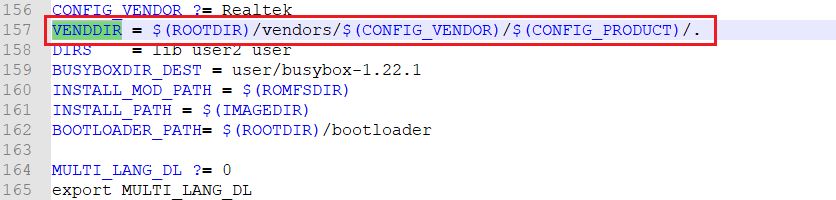 156 CONFIG_VENDOR ?= Realtek
157 VENDDIR = $(ROOTDIR)/vendors/$(CONFIG_VENDOR)/$(CONFIG_PRODUCT)/.
158 DIRS    = lib user2 user
159 BUSYBOXDIR_DEST = user/busybox-1.22.1
160 INSTALL_MOD_PATH = $(ROMFSDIR)
161 INSTALL_PATH = $(IMAGEDIR)
162 BOOTLOADER_PATH= $(ROOTDIR)/bootloader
163
164 MULTI_LANG_DL ?= 0
165 export MULTI_LANG_DL